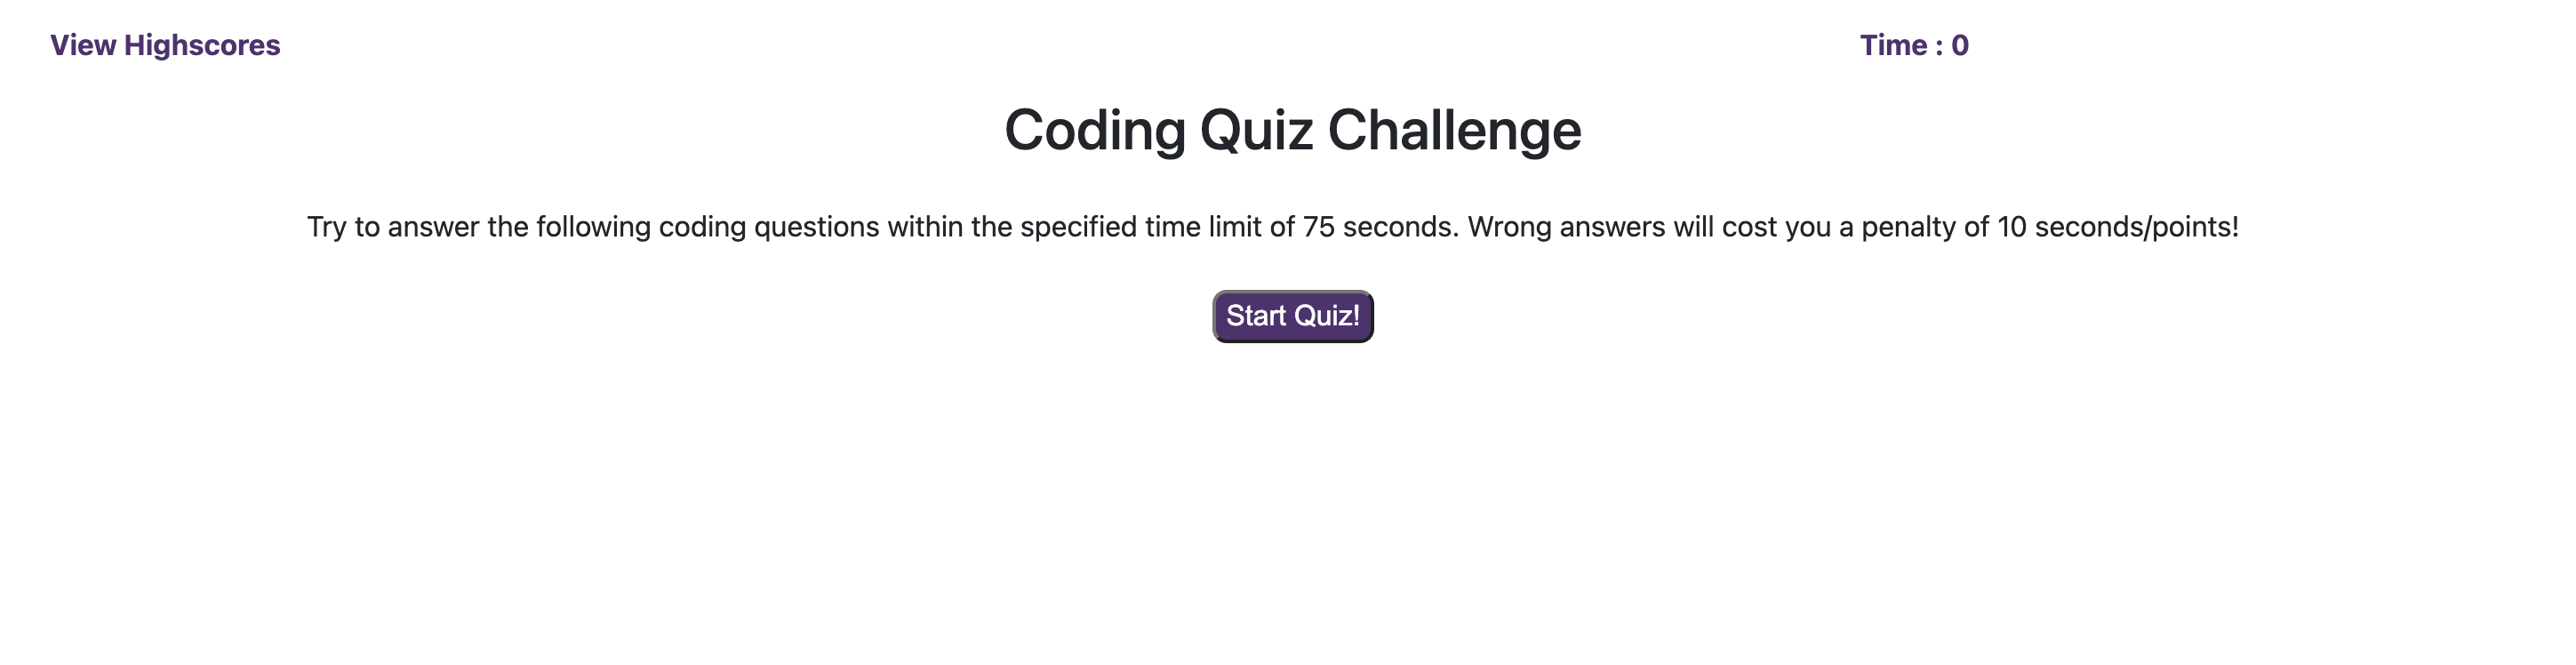 View Highscores
Time : 0
Coding Quiz Challenge
Try to answer the following coding questions within the specified time limit of 75 seconds. Wrong answers will cost you a penalty of 10 seconds/points!
Start Quiz!